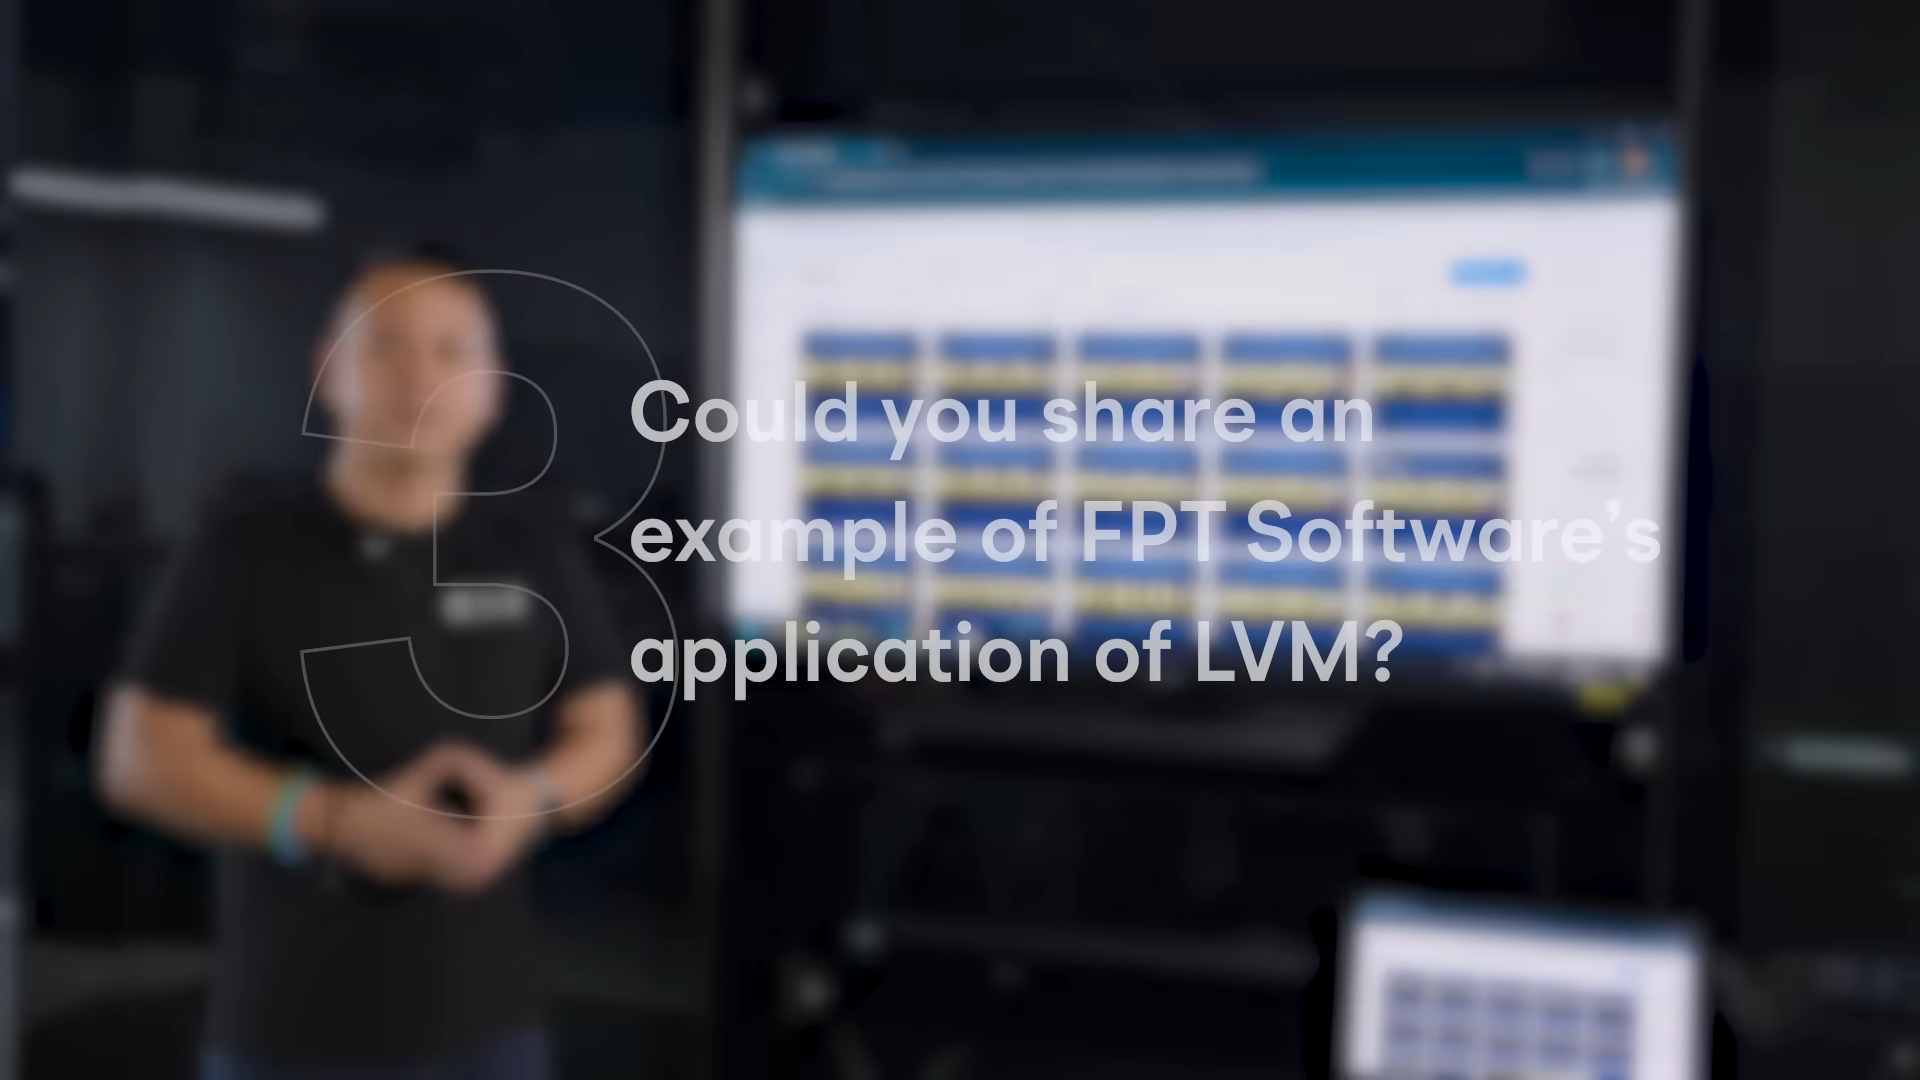 3
Could you share an
example of FPT Software’s
application of LVM?